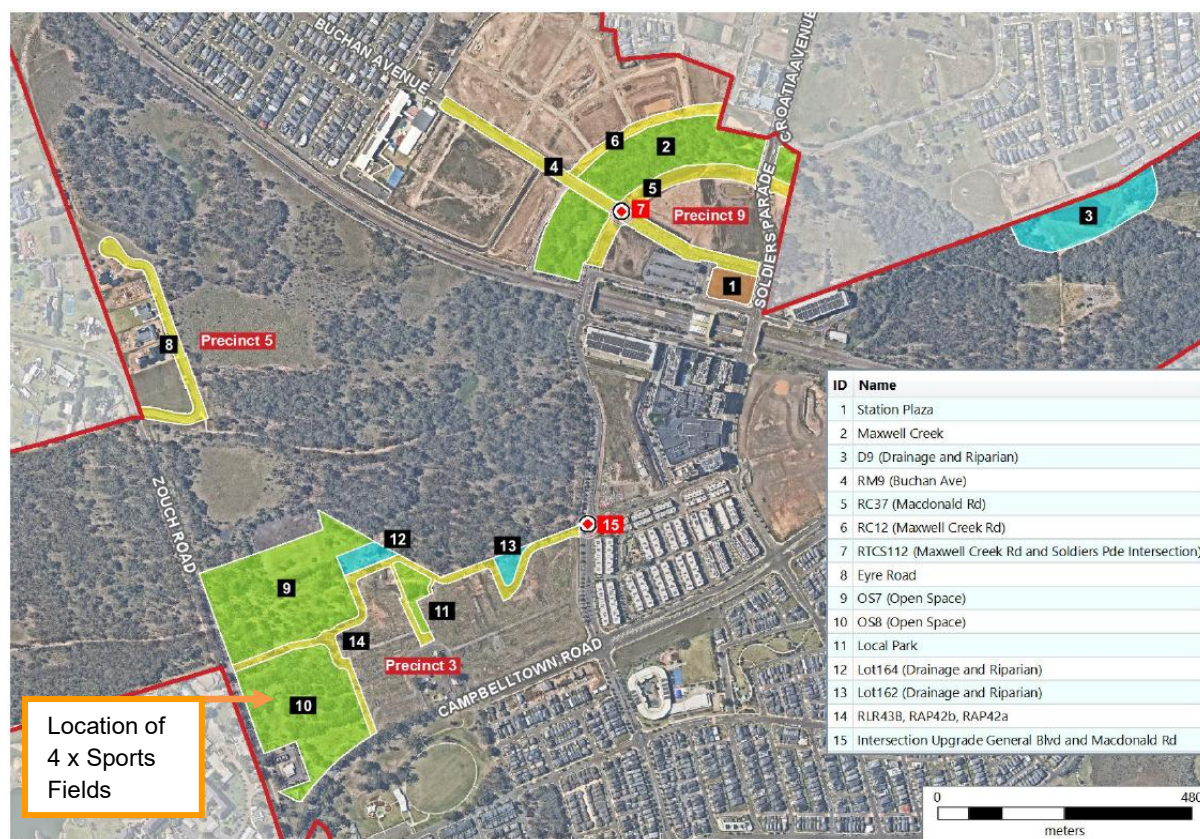 BUCHAN AVENUE
CROATIA AVENUE
6
2
4
5
7
Precinct 9
SOLDIERS PARADE
3
1
8
Precinct 5
ZOUCH ROAD
15
12
13
9
11
14
Precinct 3
CAMPBELLTOWN ROAD
10
Location of
4 x Sports
Fields
ID Name
1 Station Plaza
2 Maxwell Creek
3 D9 (Drainage and Riparian)
4 RM9 (Buchan Ave)
5 RC37 (Macdonald Rd)
6 RC12 (Maxwell Creek Rd)
7 RTCS112 (Maxwell Creek Rd and Soldiers Pde Intersection)
8 Eyre Road
9 OS7 (Open Space)
10 OS8 (Open Space)
11 Local Park
12 Lot164 (Drainage and Riparian)
13 Lot162 (Drainage and Riparian)
14 RLR43B, RAP42b, RAP42a
15 Intersection Upgrade General Blvd and Macdonald Rd
0 480
meters